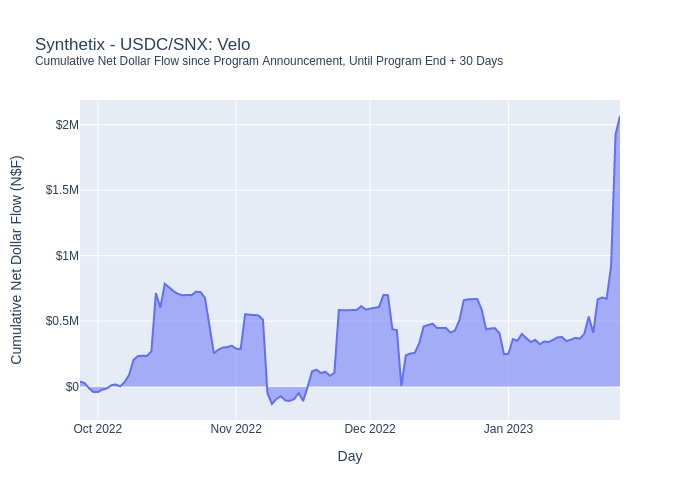 Synthetix - USDC/SNX: Velo
Cumulative Net Dollar Flow since Program Announcement, Until Program End + 30 Days
Cumulative Net Dollar Flow (N$F)
$2M
$1.5M
$1M
$0.5M
$0
Oct 2022
Nov 2022
Dec 2022
Jan 2023
Day